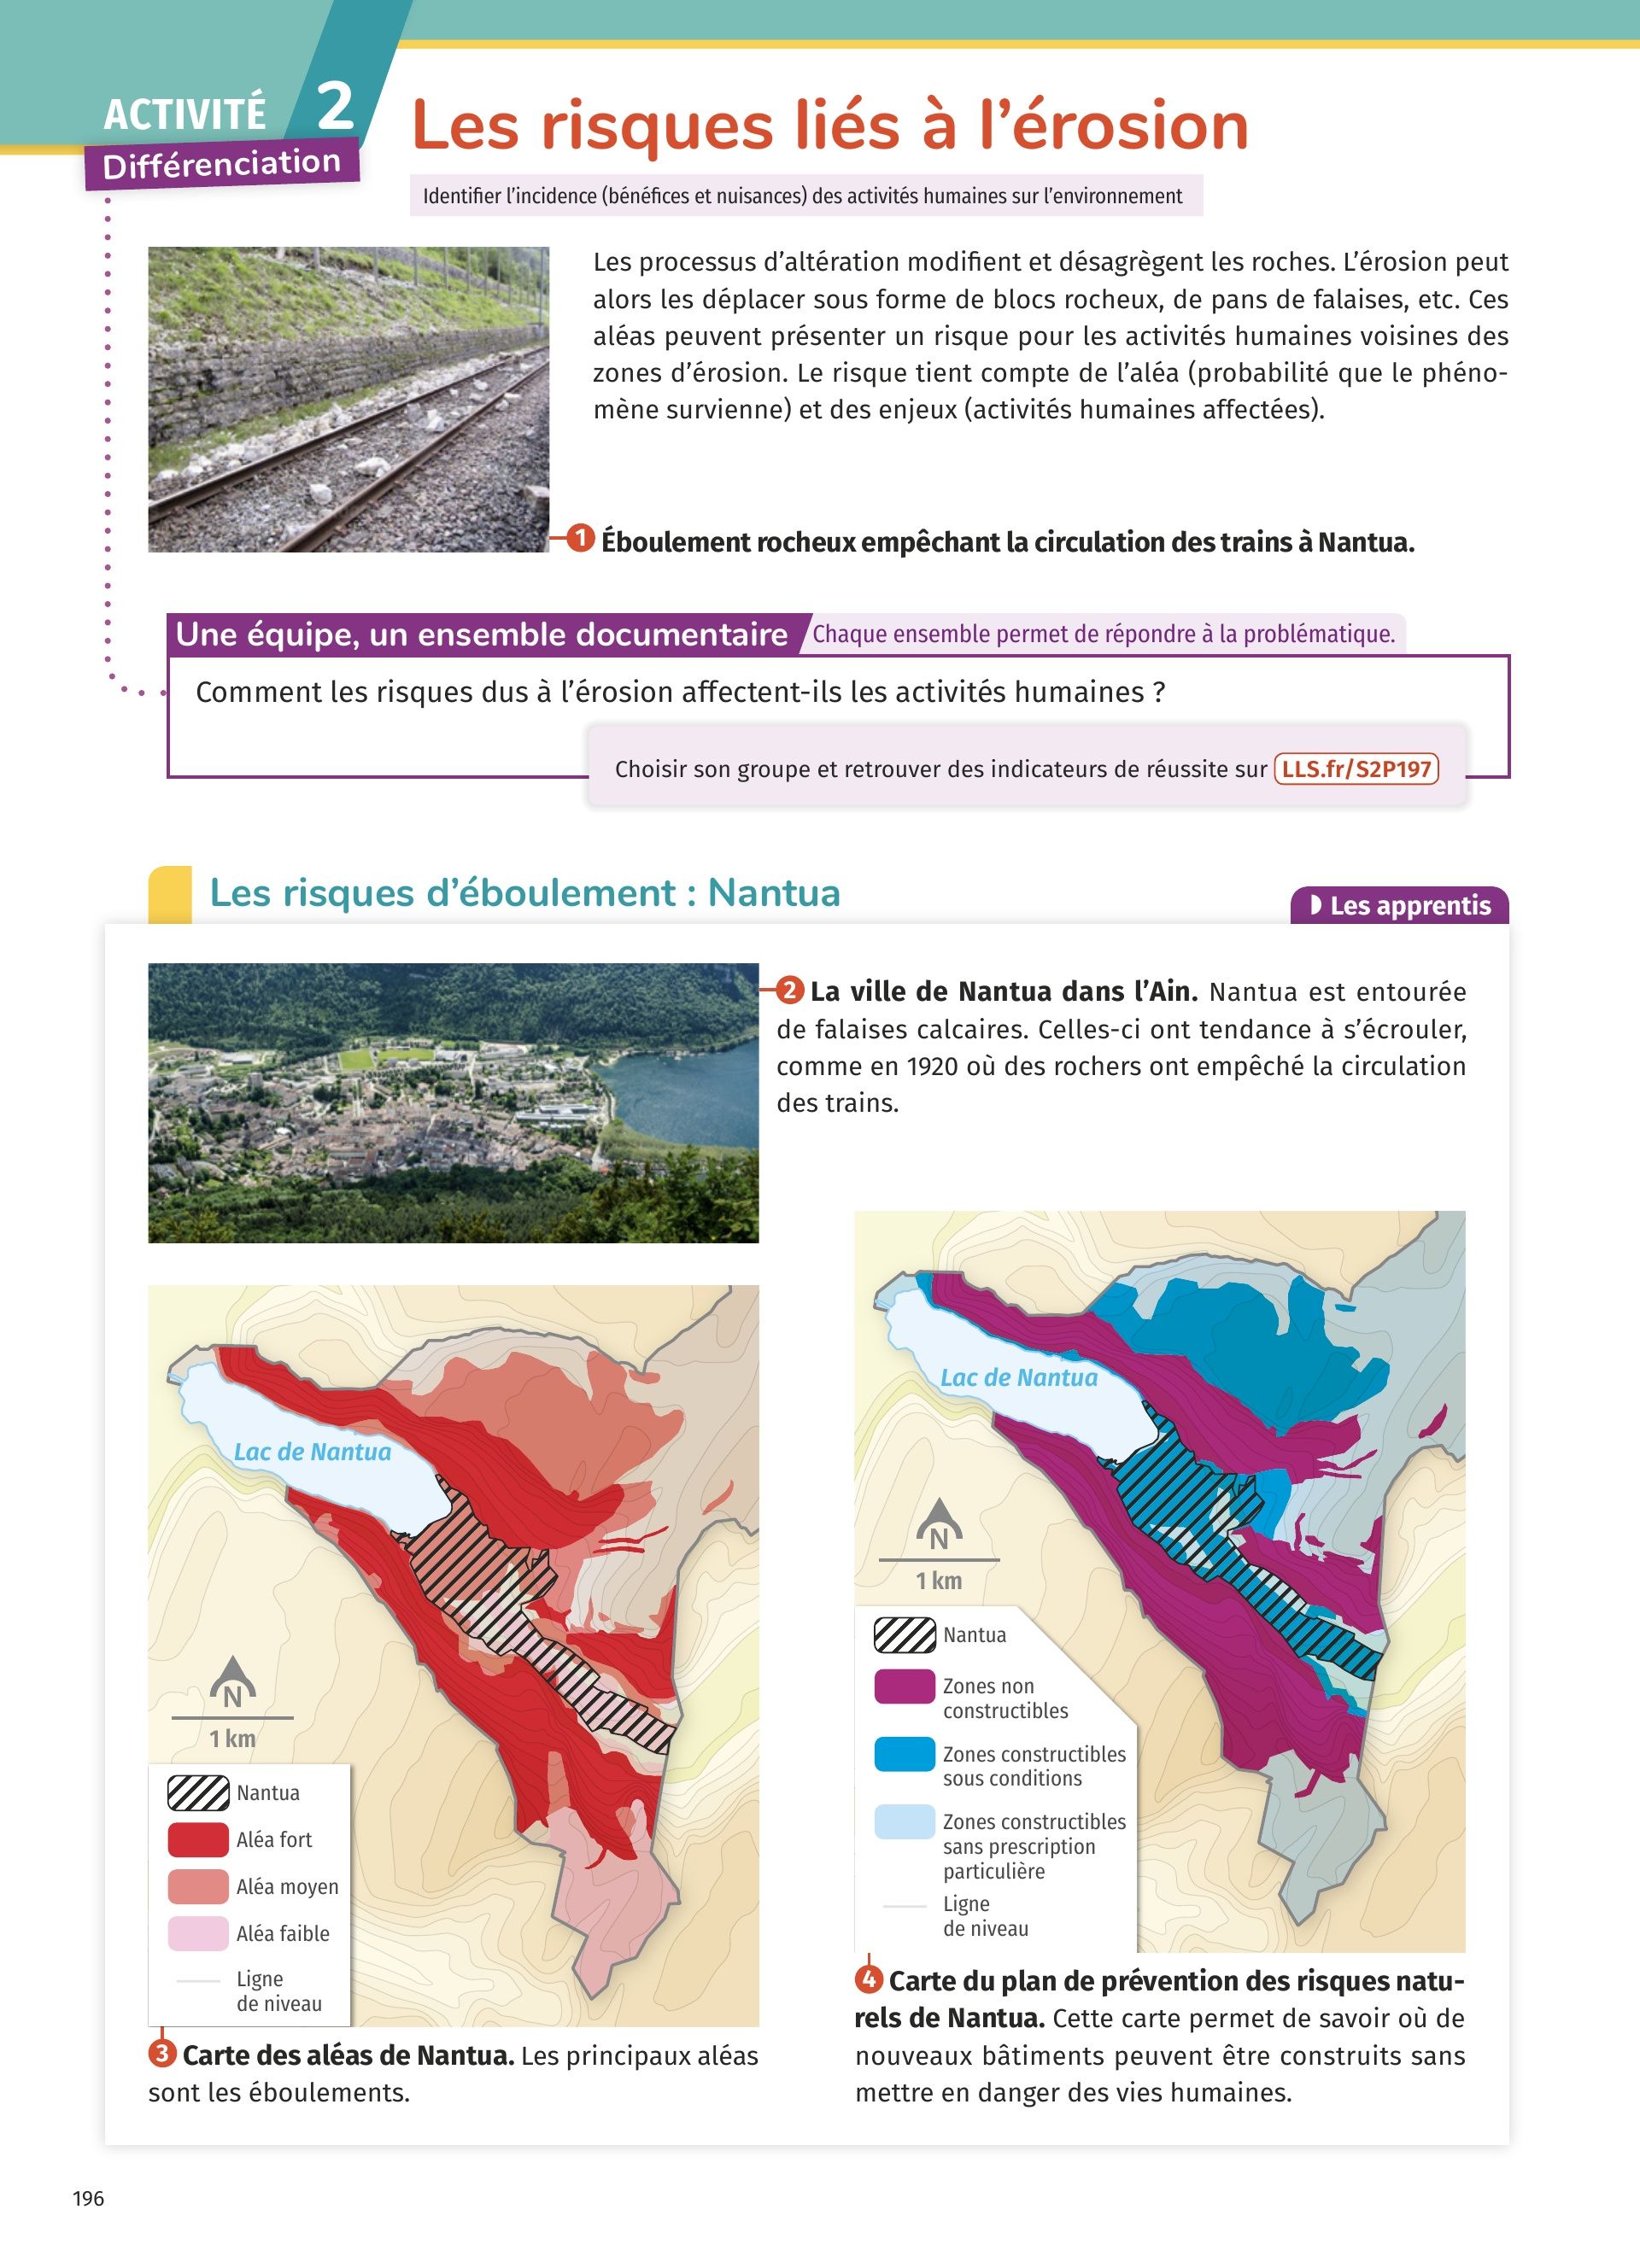 ACTIVITÉ 2
Différenciation
Les risques liés à l’érosion
Identifier l’incidence (bénéfices et nuisances) des activités humaines sur l’environnement
Les processus d’altération modifient et désagrègent les roches. L’érosion peut
alors les déplacer sous forme de blocs rocheux, de pans de falaises, etc. Ces
aléas peuvent présenter un risque pour les activités humaines voisines des
zones d’érosion. Le risque tient compte de l’aléa (probabilité que le phéno-
mène survienne) et des enjeux (activités humaines affectées).
1 Éboulement rocheux empêchant la circulation des trains à Nantua.
Une équipe, un ensemble documentaire
Chaque ensemble permet de répondre à la problématique.
Comment les risques dus à l’érosion affectent-ils les activités humaines ?
Choisir son groupe et retrouver des indicateurs de réussite sur LLS.fr/S2P197
Les risques d’éboulement : Nantua
Les apprentis
2 La ville de Nantua dans l’Ain. Nantua est entourée
de falaises calcaires. Celles-ci ont tendance à s’écrouler,
comme en 1920 où des rochers ont empêché la circulation
des trains.
Lac de Nantua
N
1 km
Nantua
Aléa fort
Aléa moyen
Aléa faible
Ligne
de niveau
3 Carte des aléas de Nantua. Les principaux aléas
sont les éboulements.
Lac de Nantua
N
1 km
Nantua
Zones non
constructibles
Zones constructibles
sous conditions
Zones constructibles
sans prescription
particulière
Ligne
de niveau
4 Carte du plan de prévention des risques natu-
rels de Nantua. Cette carte permet de savoir où de
nouveaux bâtiments peuvent être construits sans
mettre en danger des vies humaines.
196